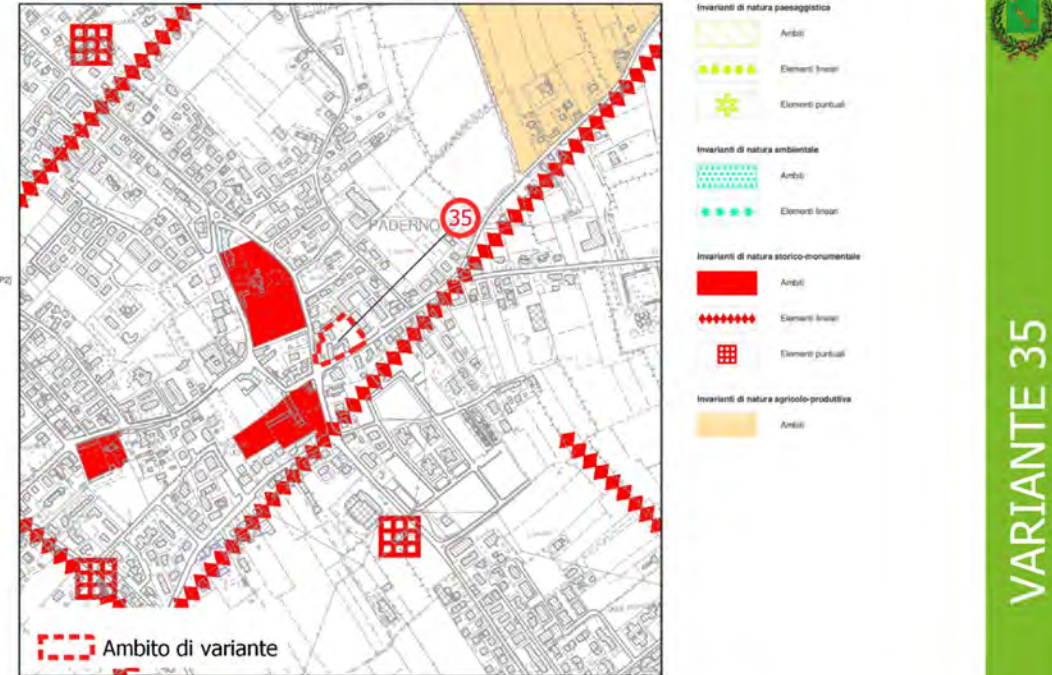 PADERNO
35
Ambito di variante
P2]
Invarianti di natura paesaggistica
Ambiti
Elementi lineari
Elementi puntuali
Invarianti di natura ambientale
Ambiti
Elementi lineari
Invarianti di natura storico-monumentale
Ambiti
Elementi lineari
Elementi puntuali
Invarianti di natura agricolo-produttiva
Ambiti
VARIANTE 35